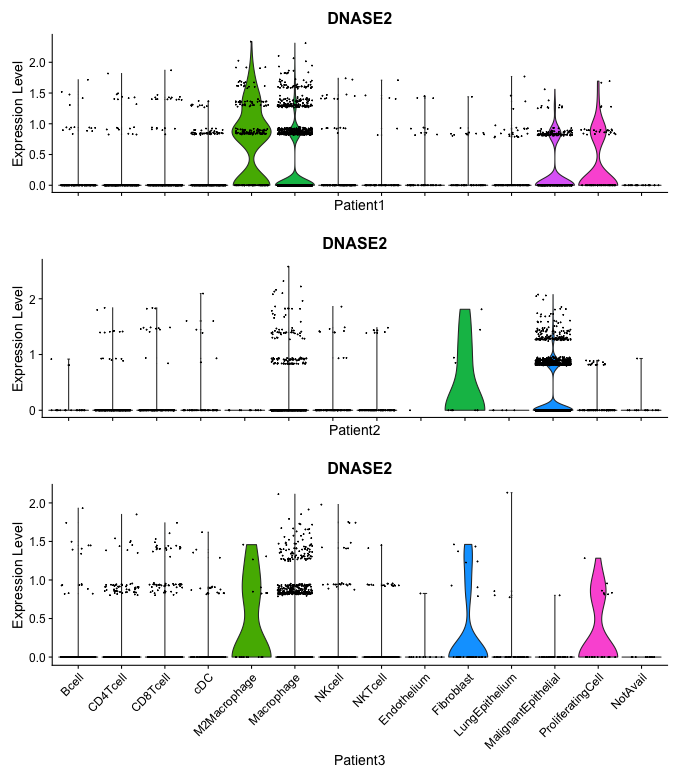 DNASE2
Expression Level
2.0
1.5
1.0
0.5
0.0
Patient1
DNASE2
Expression Level
2
1
0
Patient2
DNASE2
Expression Level
2.0
1.5
1.0
0.5
0.0
Bcell
CD4Tcell
CD8Tcell
cDC
M2Macrophage
Macrophage
NKcell
NKTcell
Endothelium
Fibroblast
LungEpithelium
MalignantEpithelial
ProliferatingCell
NotAvail
Patient3